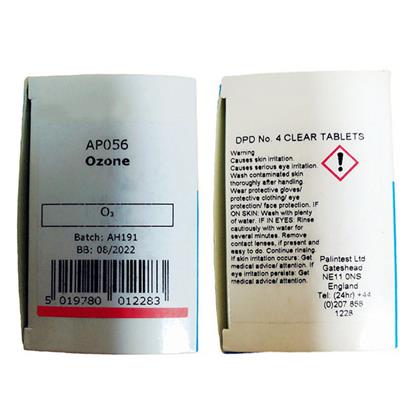 AP056
Ozone
O₃
Batch: AH191
BB: 08/2022
5 019780 012283
DPD No. 4 CLEAR TABLETS
Warning
Causes skin irritation
Causes serious eye irritation.
Wash contaminated skin
thoroughly after handling.
Wear protective gloves/
protective clothing/ eye
protection/ face protection. IF
ON SKIN: Wash with plenty
of water. IF IN EYES: Rinse
cautiously with water for
several minutes. Remove
contact lenses, if present and
easy to do. Continue rinsing.
If skin irritation occurs: Get
medical advice/ attention. If
eye irritation persists: Get
medical advice/ attention.
Palintest Ltd
Gateshead
NE11 0NS
England
Tel: (24hr) +44
(0)207 858
1228